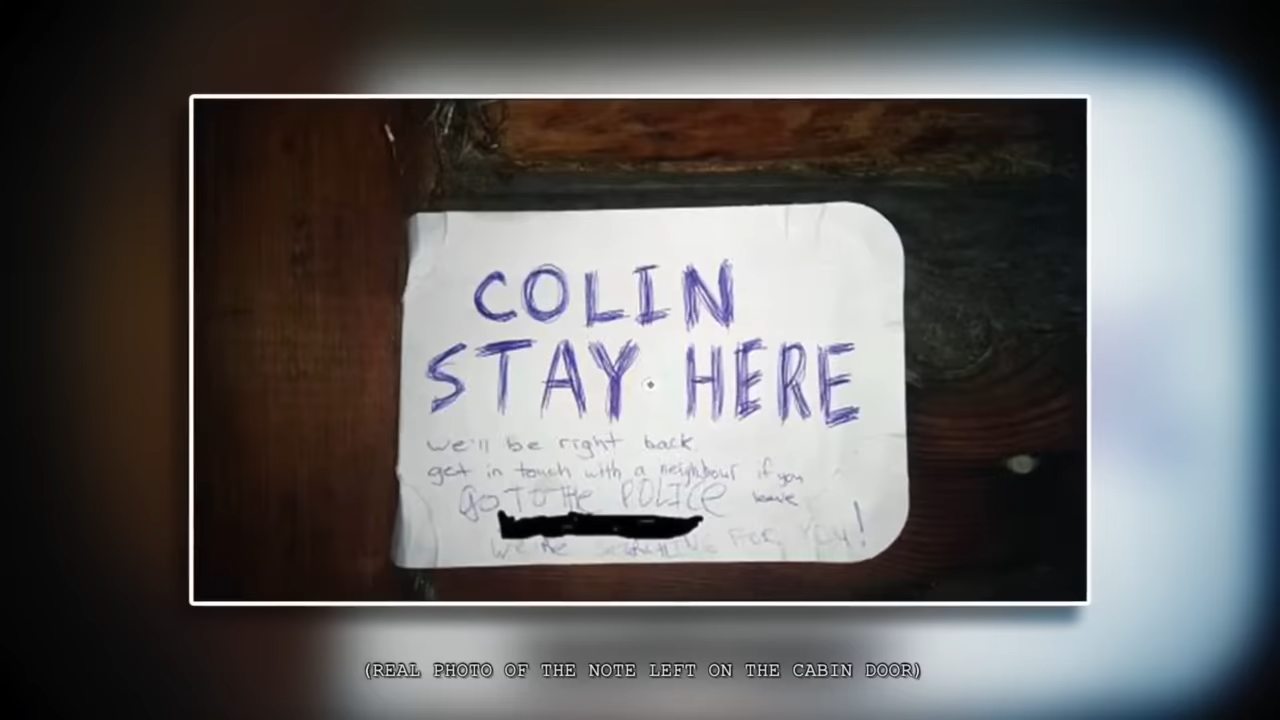 COLIN
STAY HERE
we'll be right back
get in touch with a neighbour if you
leave
GO TO THE POLICE
WE'RE SEARCHING FOR YOU!
(REAL PHOTO OF THE NOTE LEFT ON THE CABIN DOOR)